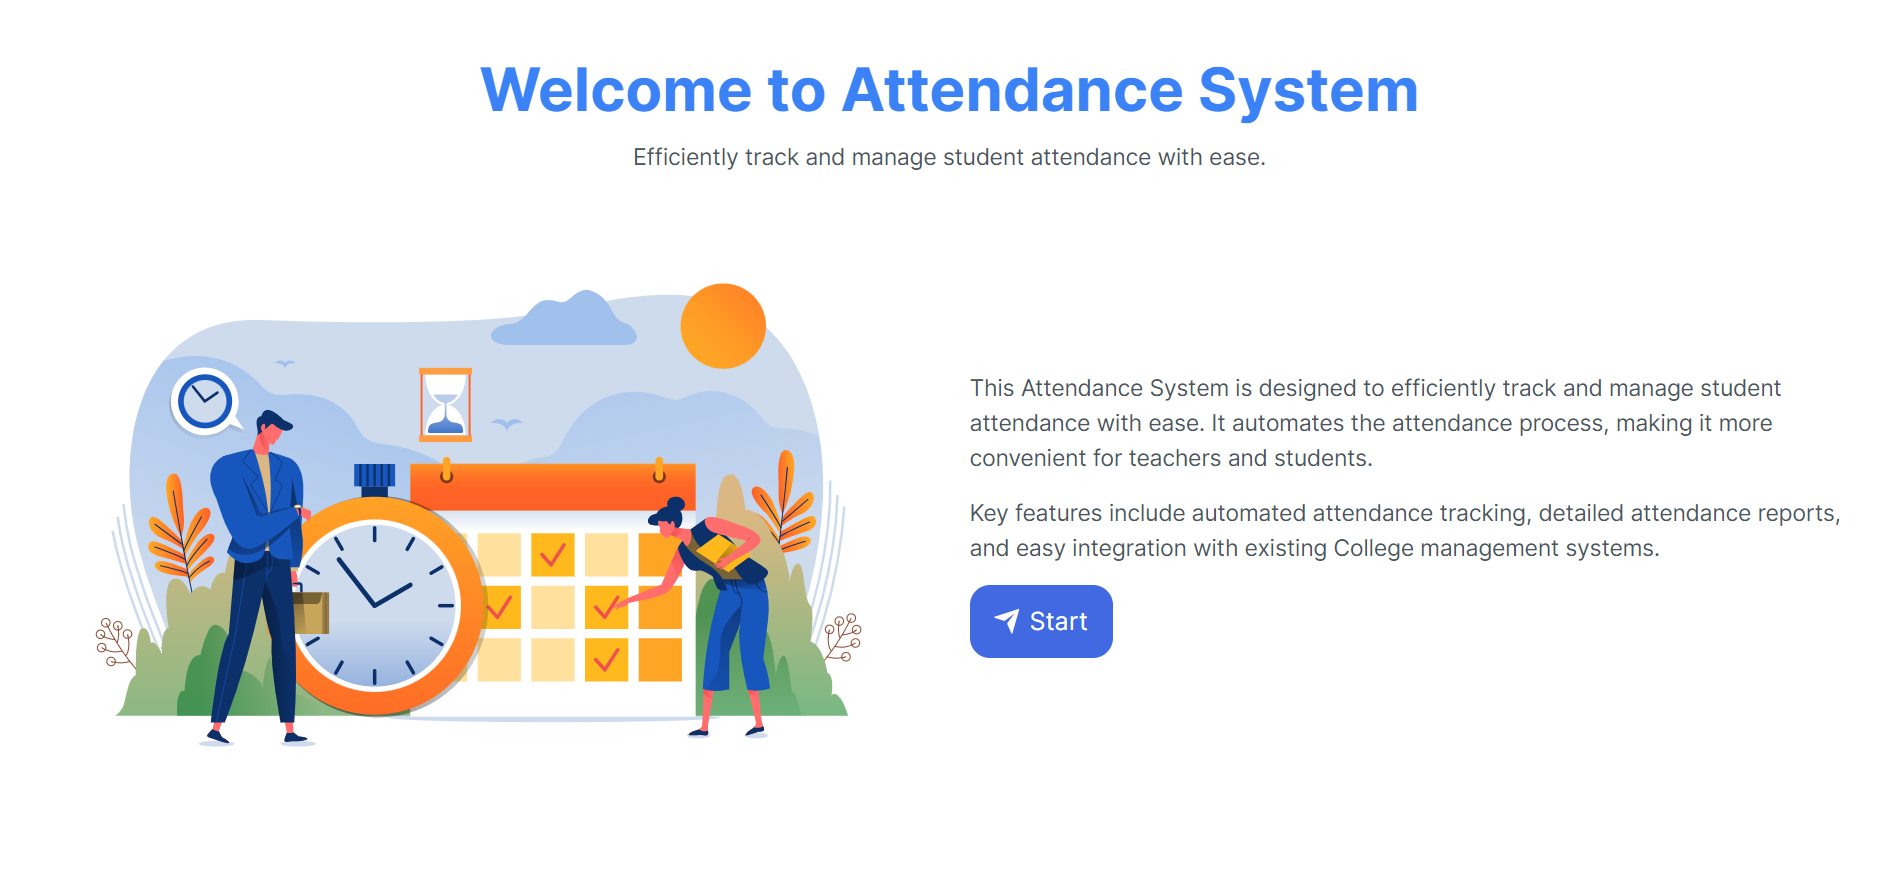 Welcome to Attendance System
Efficiently track and manage student attendance with ease.
This Attendance System is designed to efficiently track and manage student
attendance with ease. It automates the attendance process, making it more
convenient for teachers and students.
Key features include automated attendance tracking, detailed attendance reports,
and easy integration with existing College management systems.
Start